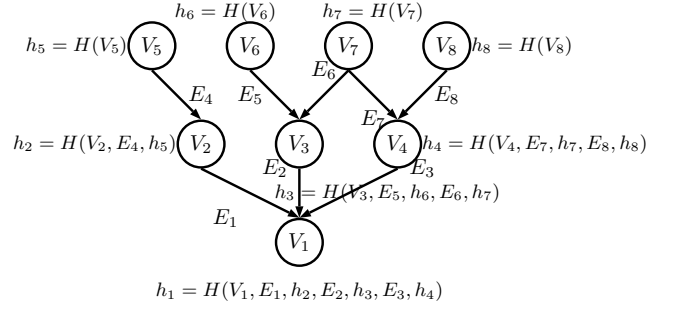 h₆ = H(V₆)
h₇ = H(V₇)
h₅ = H(V₅)
V₅
V₆
V₇
V₈
h₈ = H(V₈)
E₆
E₄
E₅
E₈
E₇
h₂ = H(V₂, E₄, h₅)
V₂
V₃
V₄
h₄ = H(V₄, E₇, h₇, E₈, h₈)
E₂
E₃
h₃ = H(V₃, E₅, h₆, E₆, h₇)
E₁
V₁
h₁ = H(V₁, E₁, h₂, E₂, h₃, E₃, h₄)